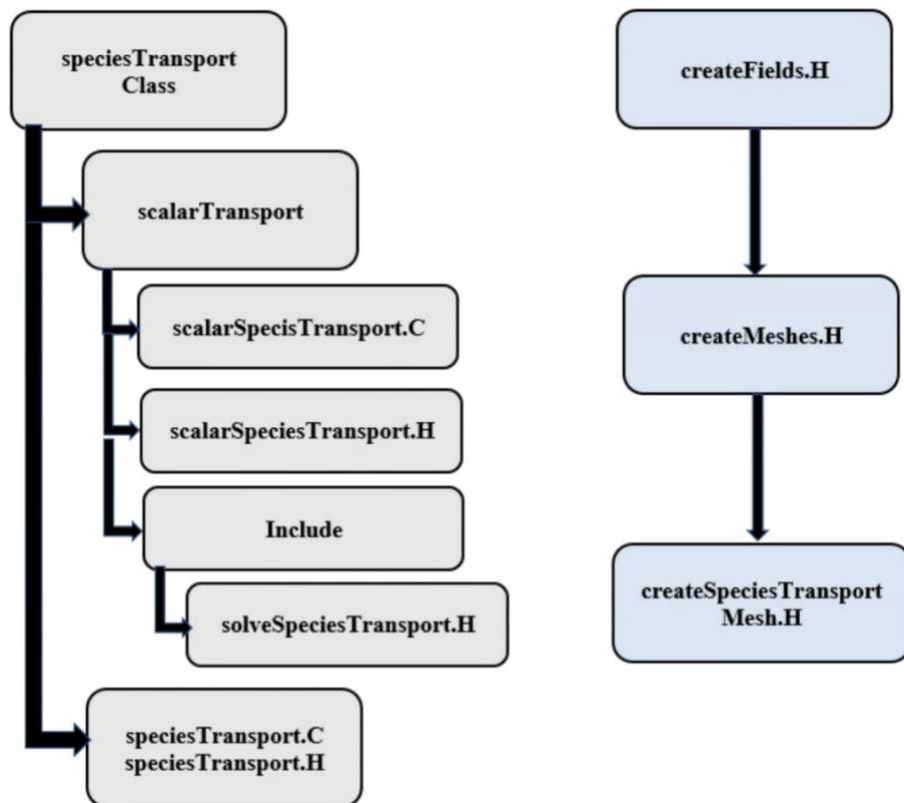 speciesTransport
Class
scalarTransport
scalarSpecisTransport.C
scalarSpeciesTransport.H
Include
solveSpeciesTransport.H
speciesTransport.C
speciesTransport.H
createFields.H
createMeshes.H
createSpeciesTransport
Mesh.H